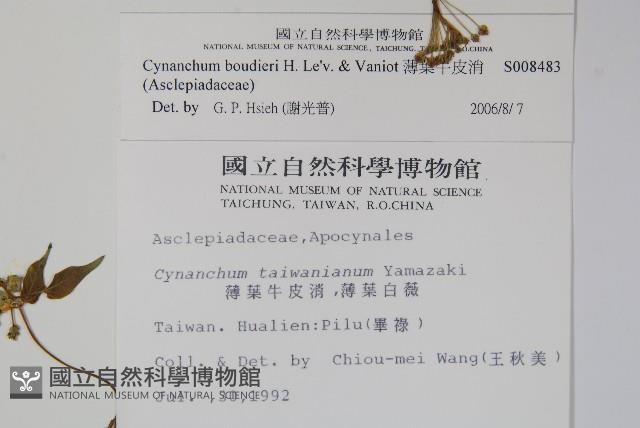 國立自然科學博物館
NATIONAL MUSEUM OF NATURAL SCIENCE, TAICHUNG, R.O.CHINA
Cynanchum boudieri H. Le'v. & Vaniot 薄葉牛皮消 S008483
(Asclepiadaceae)
Det. by G. P. Hsieh (謝光普) 2006/8/7
國立自然科學博物館
NATIONAL MUSEUM OF NATURAL SCIENCE
TAICHUNG, TAIWAN, R.O.CHINA
Asclepiadaceae,Apocynales
Cynanchum taiwanianum Yamazaki
薄葉牛皮消,薄葉白薇
Taiwan. Hualien:Pilu(畢祿)
Coll. & Det. by Chiou-mei Wang(王秋美)
Jul. ,30,1992
國立自然科學博物館
NATIONAL MUSEUM OF NATURAL SCIENCE